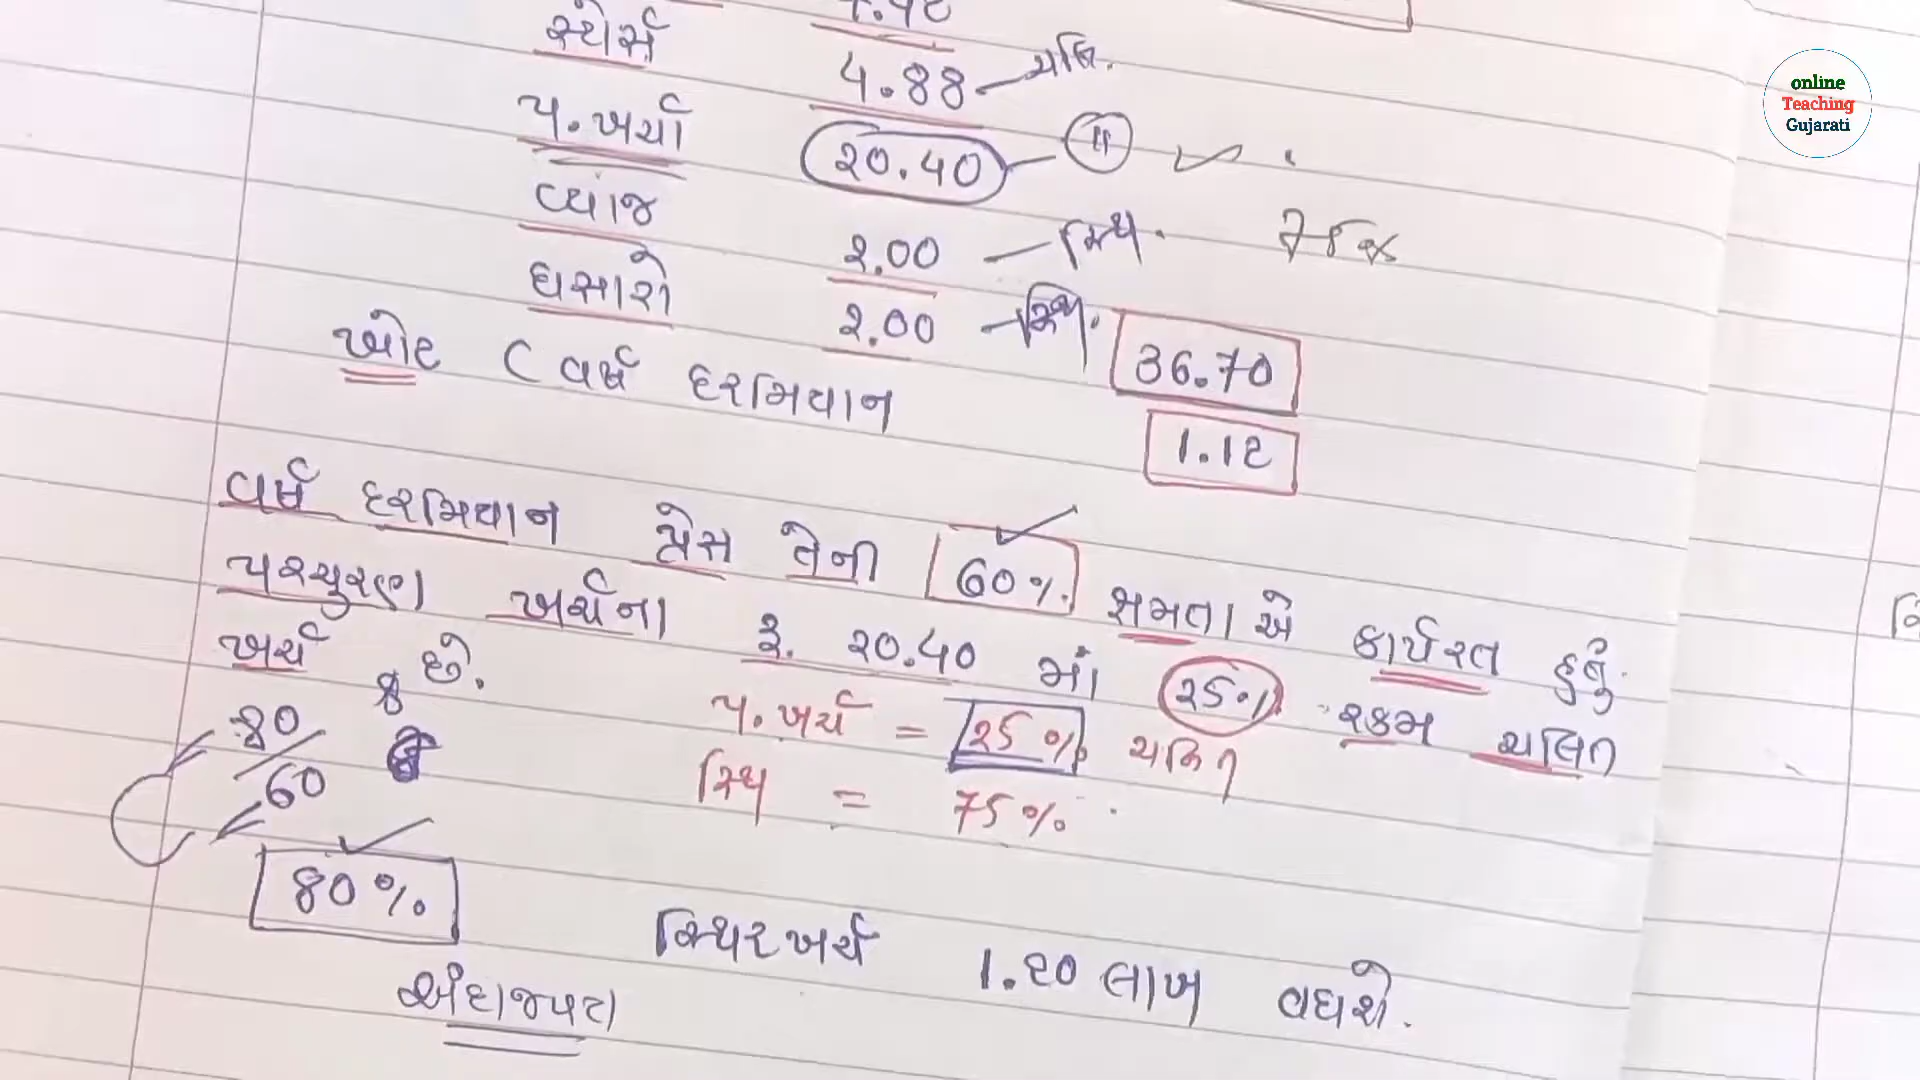 સ્ટોર્સ
4.88 ચલિ.
પ.ખર્ચા 20.40
વ્યાજ 2.00 સ્થિ.
ઘસારો 2.00 સ્થિ. 36.70
ખોટ ( વર્ષ દરમિયાન 1.12
વર્ષ દરમિયાન પ્રેસ તેની 60% ક્ષમતાએ કાર્યરત હતું.
પરચુરણ ખર્ચના રૂ. 20.40 માં 25% રકમ ચલિત
ખર્ચ છે.
પ.ખર્ચ = 25% ચલિત
સ્થિ = 75%
80/60
80% સ્થિર ખર્ચ 1.20 લાખ વધશે.
અંદાજપત્ર
online
Teaching
Gujarati